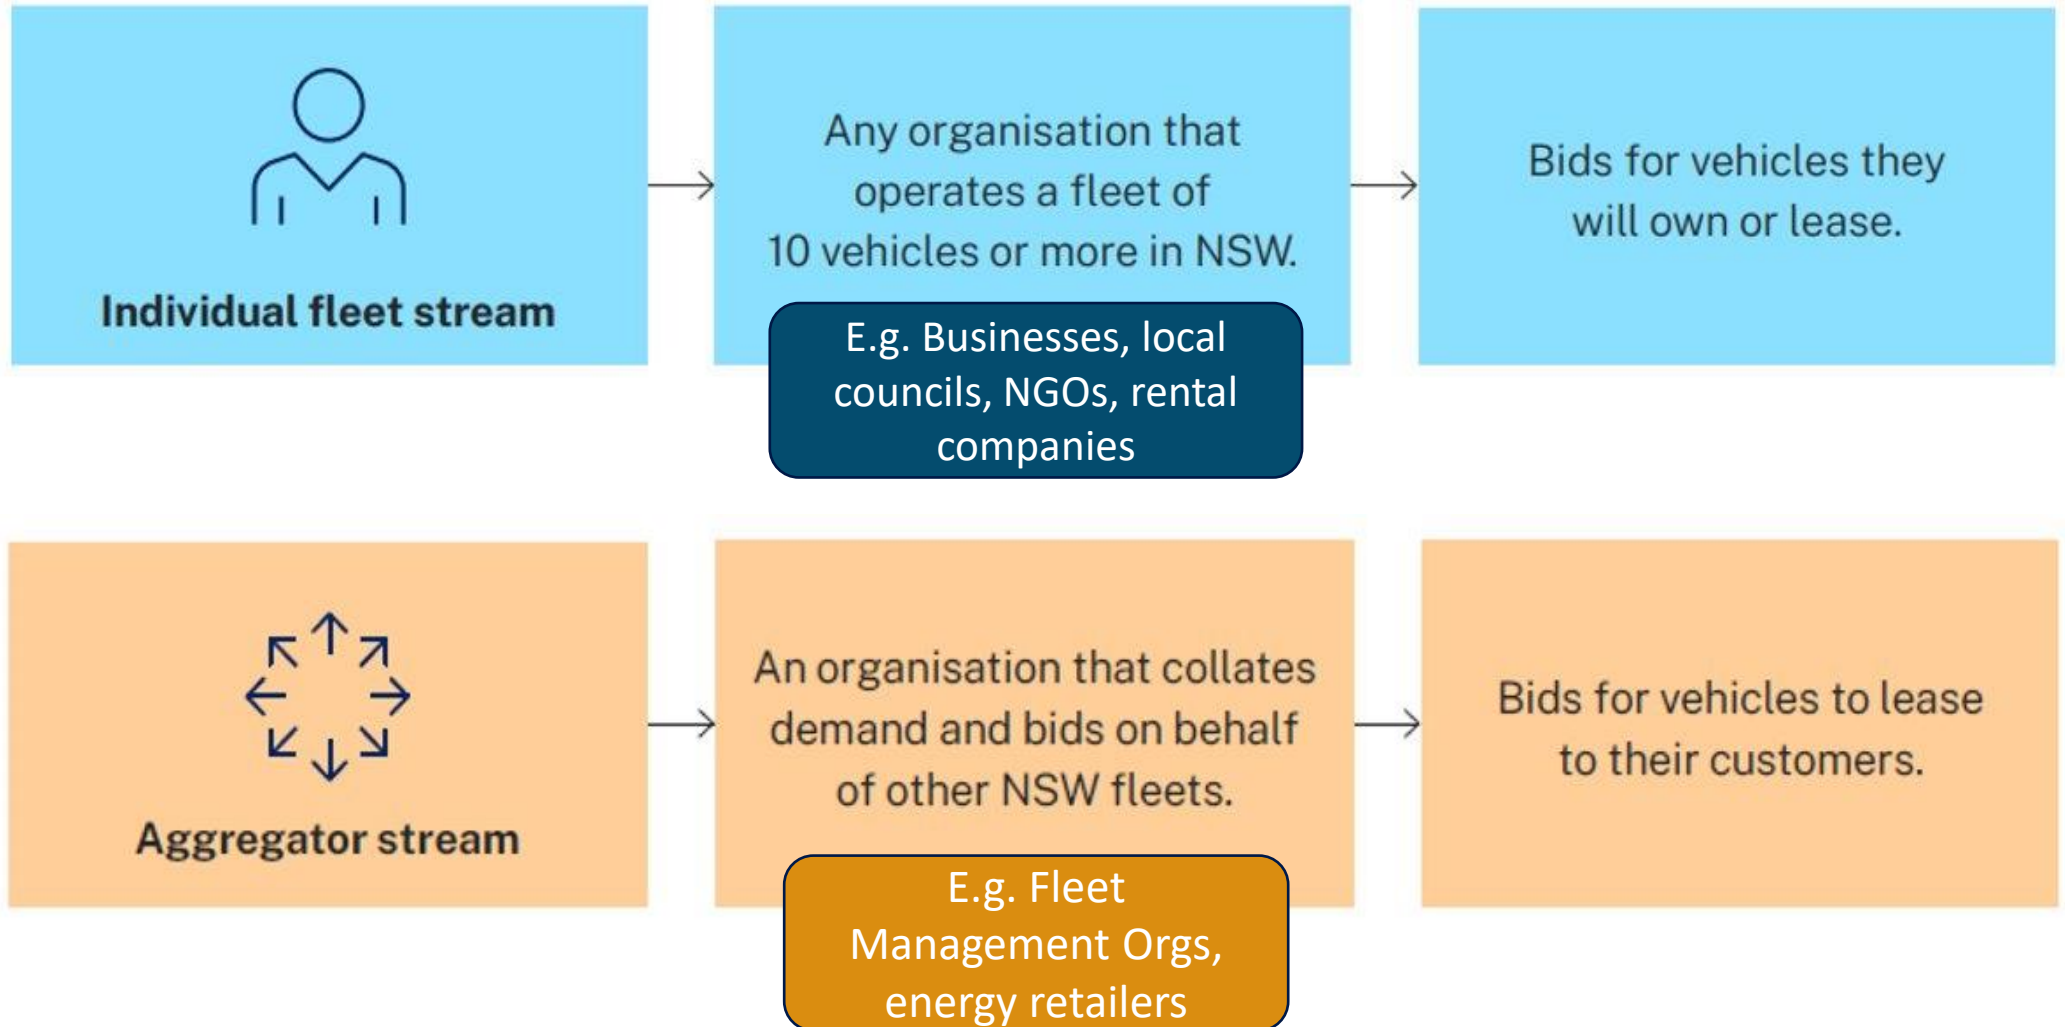 Individual fleet stream
Any organisation that
operates a fleet of
10 vehicles or more in NSW.
E.g. Businesses, local
councils, NGOs, rental
companies
Bids for vehicles they
will own or lease.
Aggregator stream
An organisation that collates
demand and bids on behalf
of other NSW fleets.
E.g. Fleet
Management Orgs,
energy retailers
Bids for vehicles to lease
to their customers.